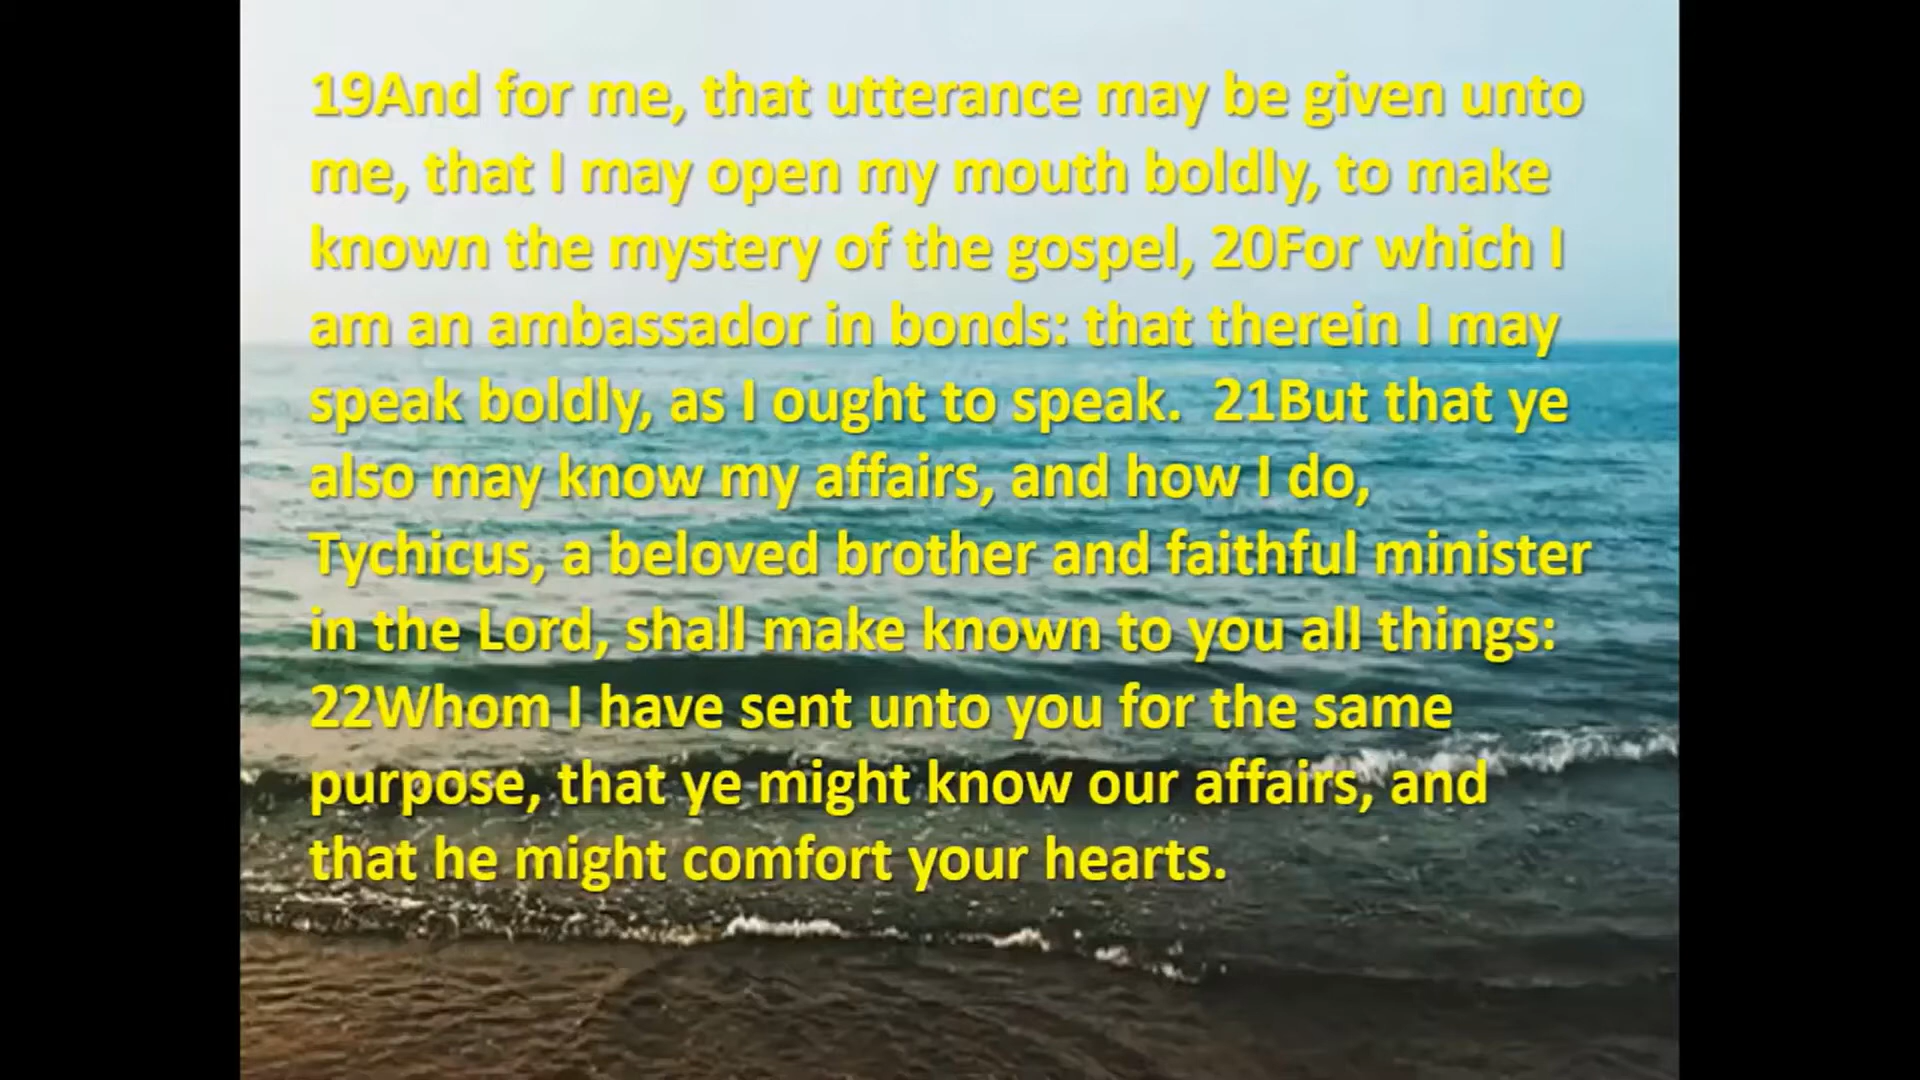 19And for me, that utterance may be given unto
me, that I may open my mouth boldly, to make
known the mystery of the gospel, 20For which I
am an ambassador in bonds: that therein I may
speak boldly, as I ought to speak.  21But that ye
also may know my affairs, and how I do,
Tychicus, a beloved brother and faithful minister
in the Lord, shall make known to you all things:
22Whom I have sent unto you for the same
purpose, that ye might know our affairs, and
that he might comfort your hearts.